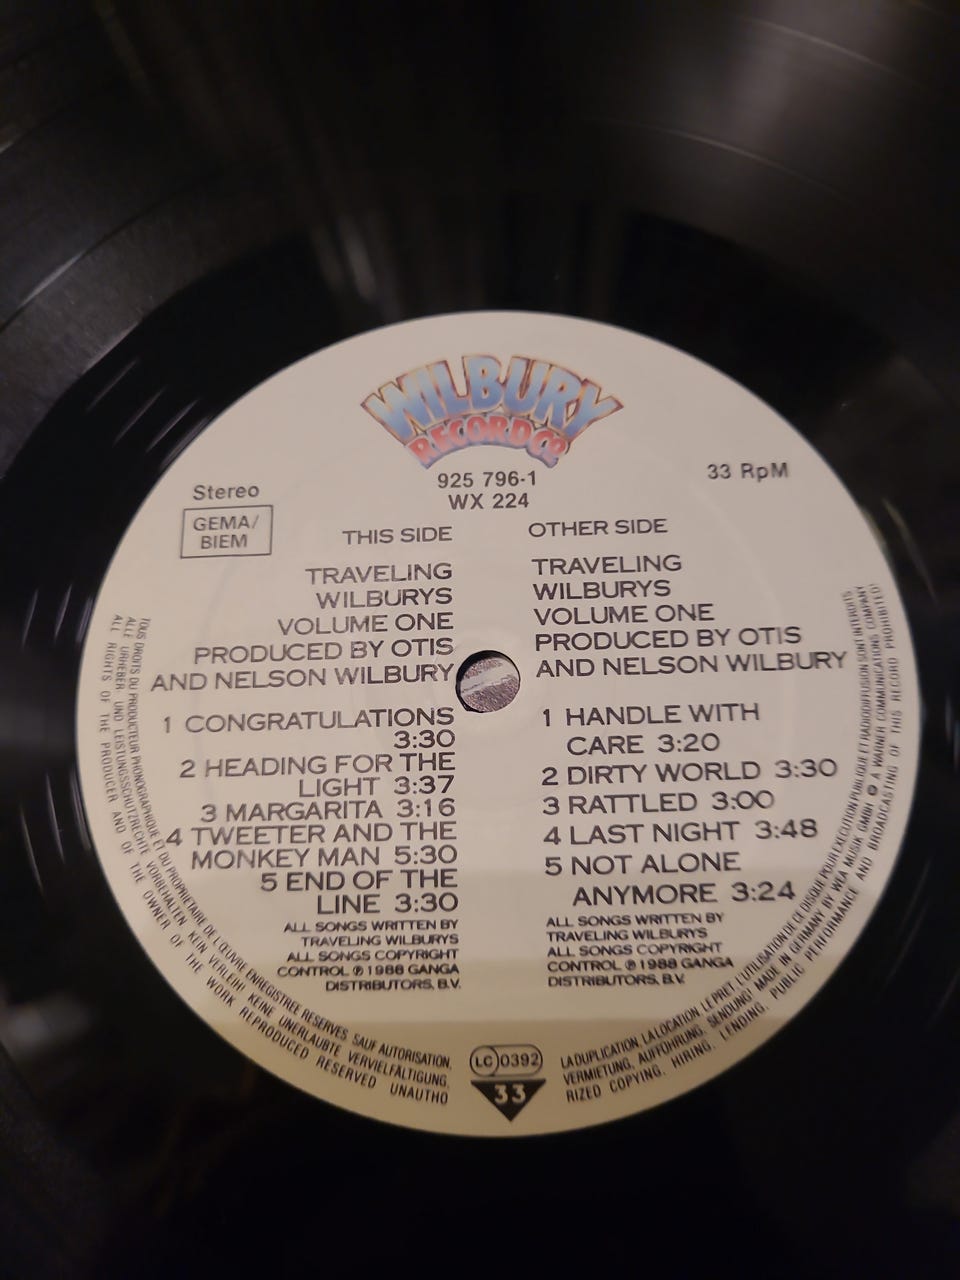 WILBURY
RECORD CO
925 796-1
WX 224
33 RpM
Stereo
GEMA/
BIEM
THIS SIDE
TRAVELING
WILBURYS
VOLUME ONE
PRODUCED BY OTIS
AND NELSON WILBURY
1 CONGRATULATIONS
3:30
2 HEADING FOR THE
LIGHT 3:37
3 MARGARITA 3:16
4 TWEETER AND THE
MONKEY MAN 5:30
5 END OF THE
LINE 3:30
ALL SONGS WRITTEN BY
TRAVELING WILBURYS
ALL SONGS COPYRIGHT
CONTROL ℗ 1988 GANGA
DISTRIBUTORS, B.V.
OTHER SIDE
TRAVELING
WILBURYS
VOLUME ONE
PRODUCED BY OTIS
AND NELSON WILBURY
1 HANDLE WITH
CARE 3:20
2 DIRTY WORLD 3:30
3 RATTLED 3:00
4 LAST NIGHT 3:48
5 NOT ALONE
ANYMORE 3:24
ALL SONGS WRITTEN BY
TRAVELING WILBURYS
ALL SONGS COPYRIGHT
CONTROL ℗ 1988 GANGA
DISTRIBUTORS, B.V.
LC 0392
33
TOUS DROITS DU PRODUCTEUR PHONOGRAPHIQUE ET DU PROPRIETAIRE DE L'ŒUVRE ENREGISTREE RESERVES. SAUF AUTORISATION, LA DUPLICATION, LA LOCATION, LE PRET, L'UTILISATION DE CE DISQUE POUR EXECUTION PUBLIQUE ET RADIODIFFUSION SONT INTERDITS
ALLE URHEBER- UND LEISTUNGSSCHUTZRECHTE VORBEHALTEN. KEIN VERLEIH! KEINE UNERLAUBTE VERVIELFÄLTIGUNG, VERMIETUNG, AUFFÜHRUNG, SENDUNG! MADE IN GERMANY BY WEA MUSIK GMBH A WARNER COMMUNICATIONS COMPANY
ALL RIGHTS OF THE PRODUCER AND OF THE OWNER OF THE WORK REPRODUCED RESERVED UNAUTHORIZED COPYING, HIRING, LENDING, PUBLIC PERFORMANCE AND BROADCASTING OF THIS RECORD PROHIBITED!